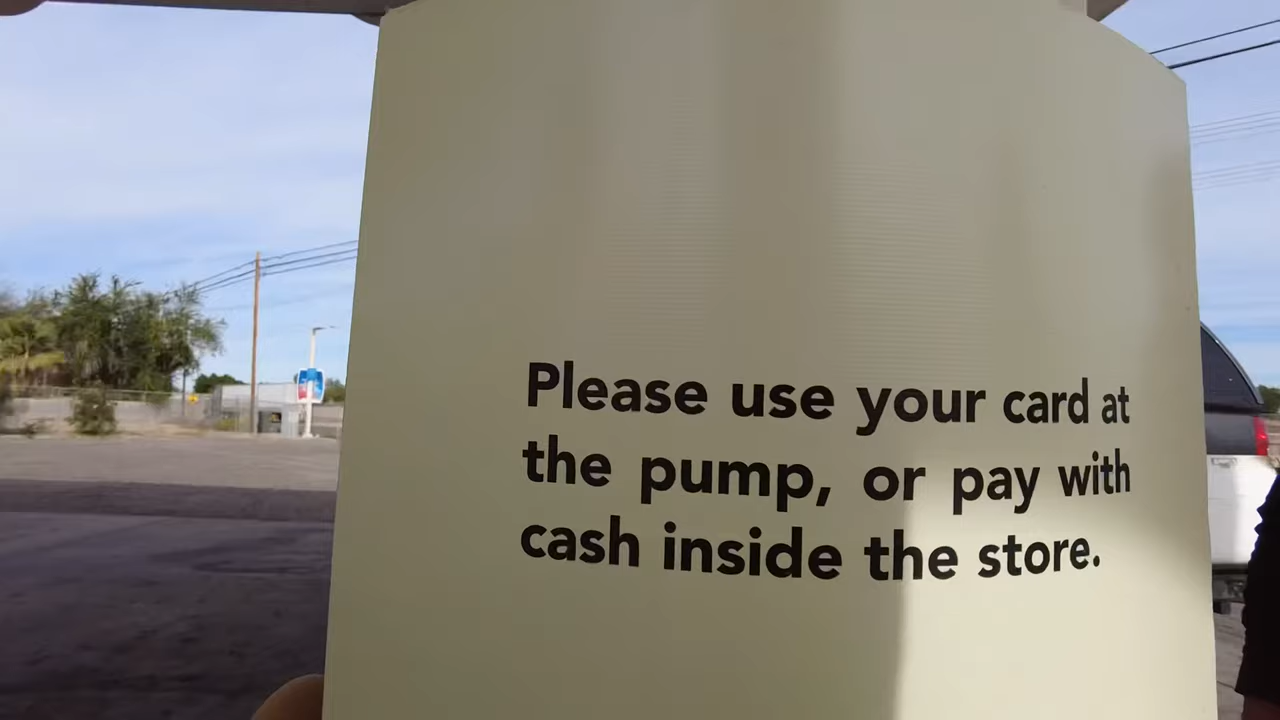 Please use your card at
the pump, or pay with
cash inside the store.